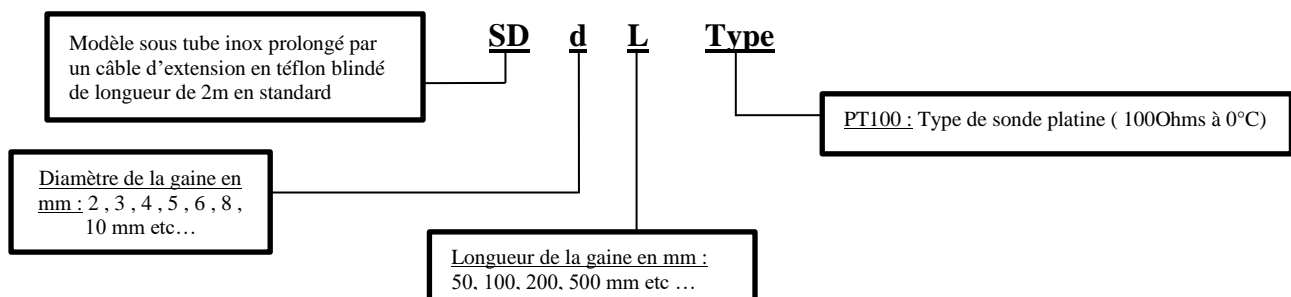 SD d L Type
Modèle sous tube inox prolongé par
un câble d’extension en téflon blindé
de longueur de 2m en standard
PT100 : Type de sonde platine ( 100Ohms à 0°C)
Diamètre de la gaine en
mm : 2 , 3 , 4 , 5 , 6 , 8 ,
10 mm etc…
Longueur de la gaine en mm :
50, 100, 200, 500 mm etc …